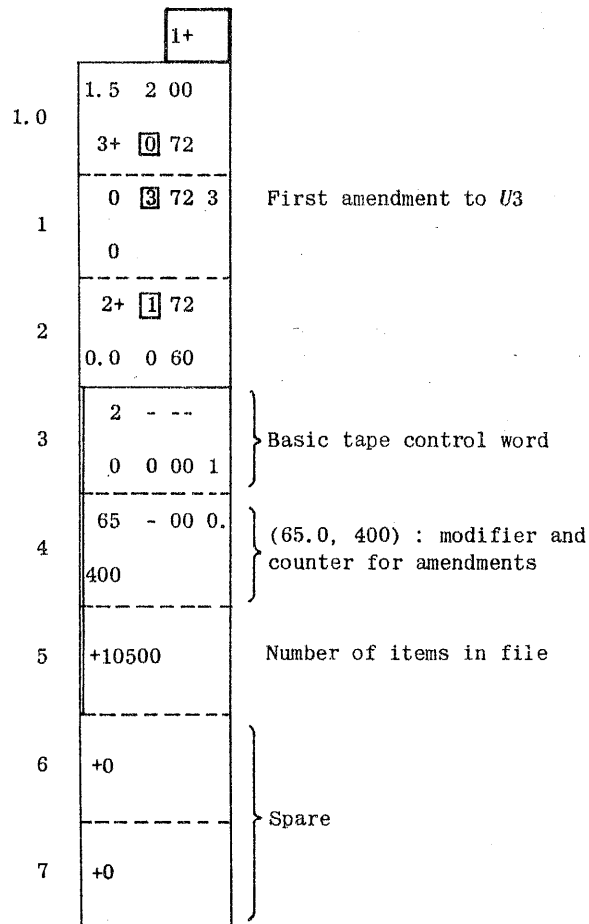 1+
1.5 2 00
1.0
3+ 0 72
0 3 72 3 First amendment to U3
1
0
2+ 1 72
2
0.0 0 60
2 - --
3 Basic tape control word
0 0 00 1
65 - 00 0.
4 (65.0, 400) : modifier and
counter for amendments
400
5 +10500 Number of items in file
6 +0
Spare
7 +0